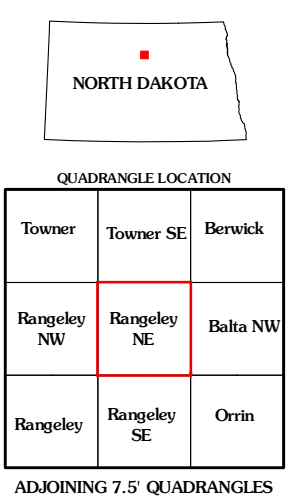 NORTH DAKOTA
QUADRANGLE LOCATION
Towner
Towner SE
Berwick
Rangeley
NW
Rangeley
NE
Balta NW
Rangeley
Rangeley
SE
Orrin
ADJOINING 7.5' QUADRANGLES